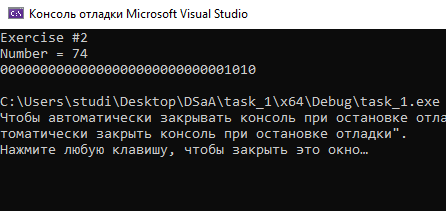 Консоль отладки Microsoft Visual Studio
Exercise #2
Number = 74
00000000000000000000000000001010
C:\Users\studi\Desktop\DSaA\task_1\x64\Debug\task_1.exe
Чтобы автоматически закрывать консоль при остановке отла
томатически закрыть консоль при остановке отладки".
Нажмите любую клавишу, чтобы закрыть это окно…